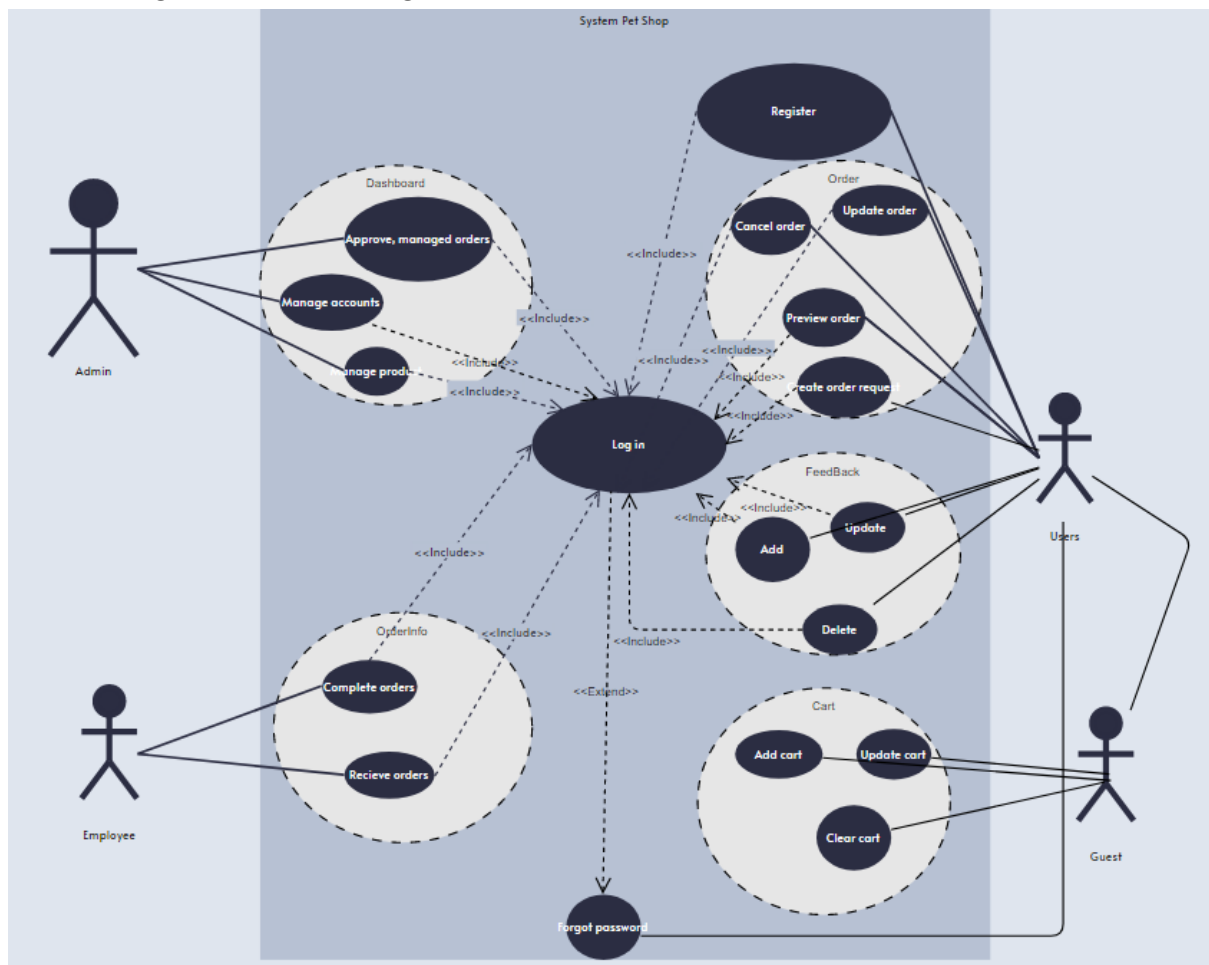 System Pet Shop
Register
Dashboard
Order
Approve, managed orders
Cancel order
Update order
<<Include>>
Manage accounts
<<Include>>
Preview order
Admin
Manage product
<<Include>>
<<Include>>
<<Include>>
<<Include>>
<<Include>>
Create order request
<<Include>>
Log in
FeedBack
<<Include>>
<<Include>>
Add
Update
Users
<<Include>>
OrderInfo
<<Include>>
<<Include>>
Delete
Complete orders
<<Extend>>
Cart
Add cart
Update cart
Recieve orders
Employee
Clear cart
Guest
Forgot password